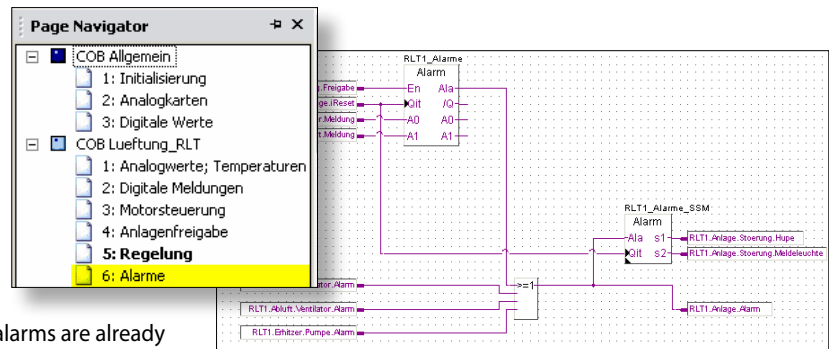 Page Navigator
COB Allgemein
1: Initialisierung
2: Analogkarten
3: Digitale Werte
COB Lueftung_RLT
1: Analogwerte; Temperaturen
2: Digitale Meldungen
3: Motorsteuerung
4: Anlagenfreigabe
5: Regelung
6: Alarme
RLT1_Alarme
Alarm
g.Freigabe En Ala
ge.iReset Qit /Q
r.Meldung A0 A0
t.Meldung A1 A1
RLT1_Alarme_SSM
Alarm
Ala s1 RLT1.Anlage.Stoerung.Hupe
Qit s2 RLT1.Anlage.Stoerung.Meldeleuchte
ator.Alarm >=1
RLT1.Abluft.Ventilator.Alarm RLT1.Anlage.Alarm
RLT1.Erhitzer.Pumpe.Alarm
alarms are already